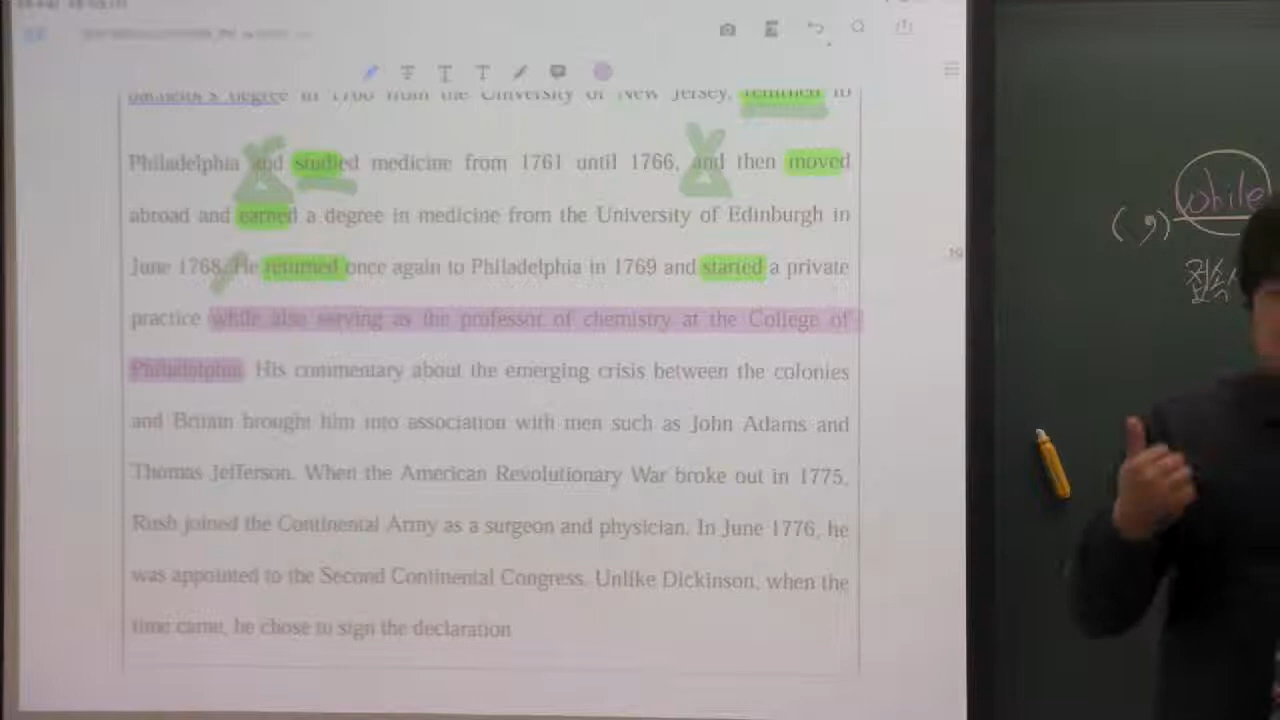 bachelor's degree in 1760 from the University of New Jersey, returned to
Philadelphia and studied medicine from 1761 until 1766, and then moved
abroad and earned a degree in medicine from the University of Edinburgh in
June 1768. He returned once again to Philadelphia in 1769 and started a private
practice while also serving as the professor of chemistry at the College of
Philadelphia. His commentary about the emerging crisis between the colonies
and Britain brought him into association with men such as John Adams and
Thomas Jefferson. When the American Revolutionary War broke out in 1775,
Rush joined the Continental Army as a surgeon and physician. In June 1776, he
was appointed to the Second Continental Congress. Unlike Dickinson, when the
time came, he chose to sign the declaration
(,) while
접속